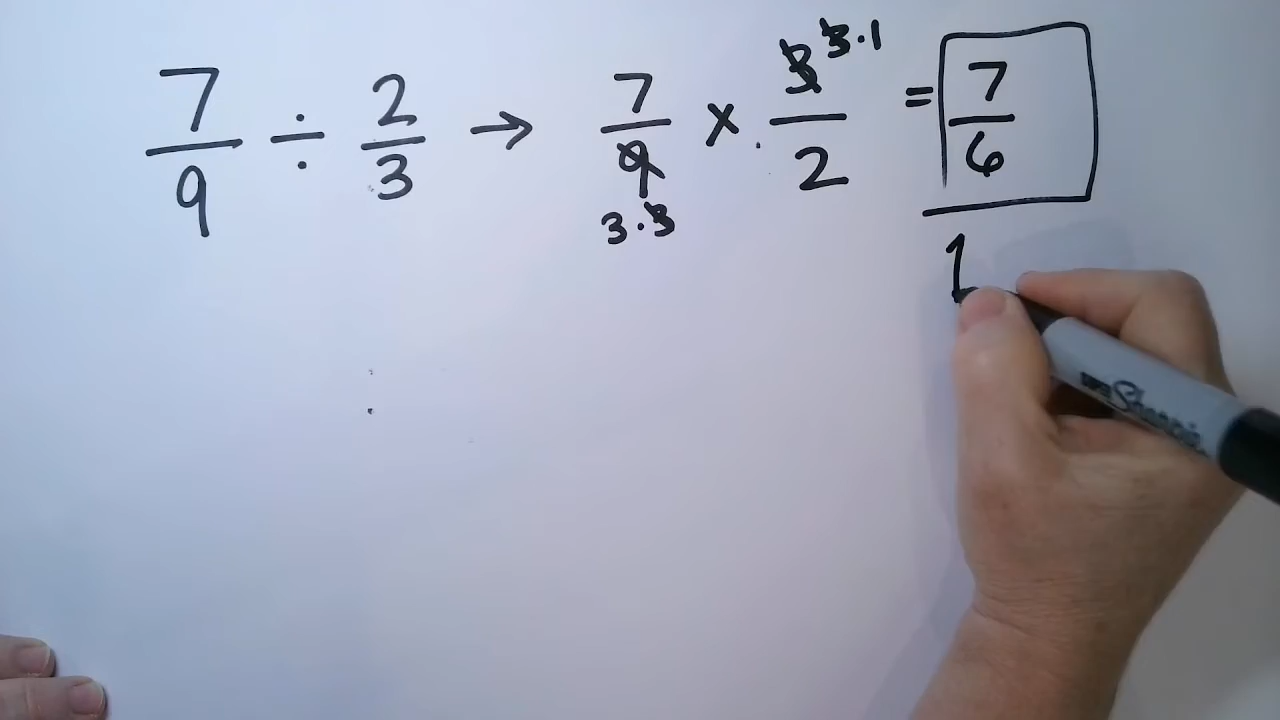 7/9 ÷ 2/3 → 7/9 × 3/2 = 7/6
3·1
3·3
1
Sharpie